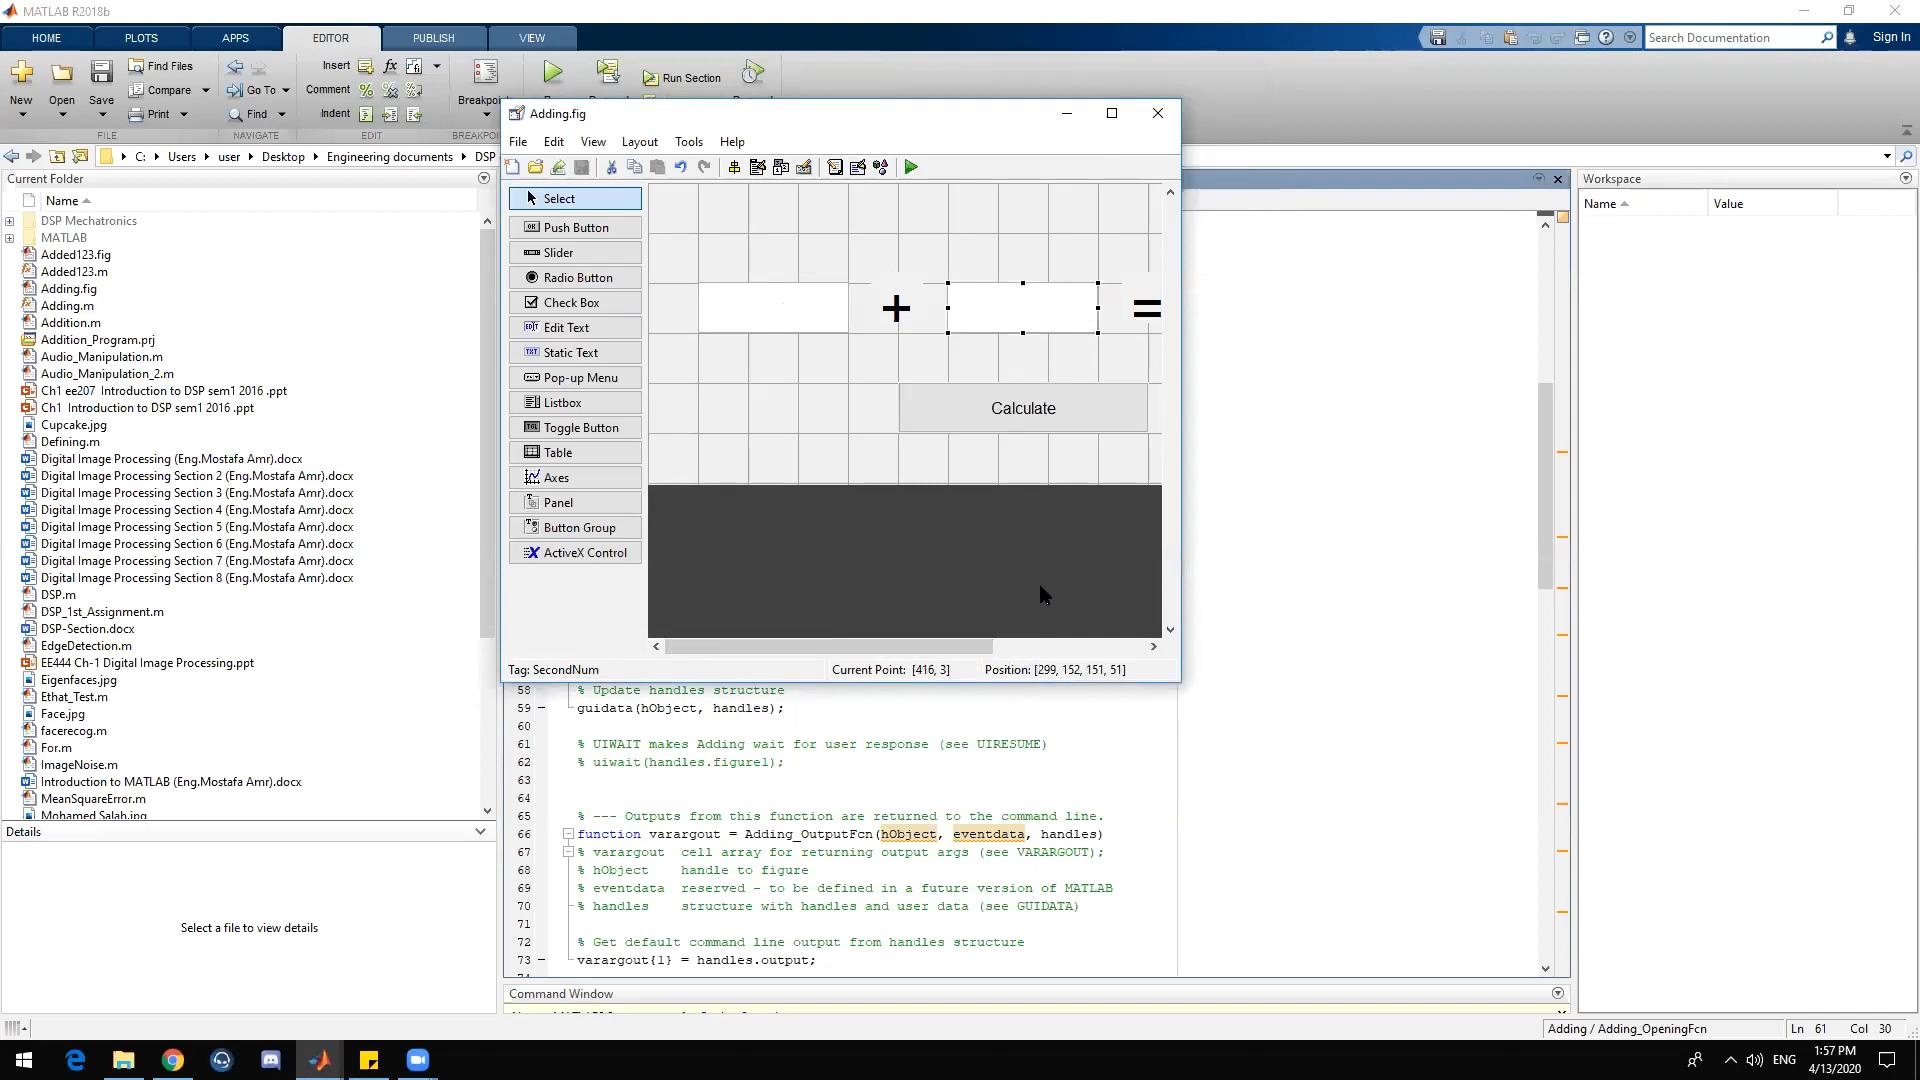 MATLAB R2018b
HOME PLOTS APPS EDITOR PUBLISH VIEW
Search Documentation
Sign In
New Open Save
Find Files
Compare
Print
Go To
Find
Insert fx
Comment
Indent
Breakpoints
Run Section
FILE NAVIGATE EDIT
C: Users user Desktop Engineering documents DSP
Current Folder
Name
DSP Mechatronics
MATLAB
Added123.fig
Added123.m
Adding.fig
Adding.m
Addition.m
Addition_Program.prj
Audio_Manipulation.m
Audio_Manipulation_2.m
Ch1 ee207 Introduction to DSP sem1 2016 .ppt
Ch1 Introduction to DSP sem1 2016 .ppt
Cupcake.jpg
Defining.m
Digital Image Processing (Eng.Mostafa Amr).docx
Digital Image Processing Section 2 (Eng.Mostafa Amr).docx
Digital Image Processing Section 3 (Eng.Mostafa Amr).docx
Digital Image Processing Section 4 (Eng.Mostafa Amr).docx
Digital Image Processing Section 5 (Eng.Mostafa Amr).docx
Digital Image Processing Section 6 (Eng.Mostafa Amr).docx
Digital Image Processing Section 7 (Eng.Mostafa Amr).docx
Digital Image Processing Section 8 (Eng.Mostafa Amr).docx
DSP.m
DSP_1st_Assignment.m
DSP-Section.docx
EdgeDetection.m
EE444 Ch-1 Digital Image Processing.ppt
Eigenfaces.jpg
Ethat_Test.m
Face.jpg
facerecog.m
For.m
ImageNoise.m
Introduction to MATLAB (Eng.Mostafa Amr).docx
MeanSquareError.m
Mohamed Salah.jpg
Details
Select a file to view details
Adding.fig
File Edit View Layout Tools Help
Select
Push Button
Slider
Radio Button
Check Box
Edit Text
Static Text
Pop-up Menu
Listbox
Toggle Button
Table
Axes
Panel
Button Group
ActiveX Control
+ =
Calculate
Tag: SecondNum
Current Point: [416, 3]
Position: [299, 152, 151, 51]
58 % Update handles structure
59 guidata(hObject, handles);
60
61 % UIWAIT makes Adding wait for user response (see UIRESUME)
62 % uiwait(handles.figure1);
63
64
65 % --- Outputs from this function are returned to the command line.
66 function varargout = Adding_OutputFcn(hObject, eventdata, handles)
67 % varargout cell array for returning output args (see VARARGOUT);
68 % hObject handle to figure
69 % eventdata reserved - to be defined in a future version of MATLAB
70 % handles structure with handles and user data (see GUIDATA)
71
72 % Get default command line output from handles structure
73 varargout{1} = handles.output;
Command Window
Workspace
Name Value
Adding / Adding_OpeningFcn
Ln 61 Col 30
ENG
1:57 PM
4/13/2020